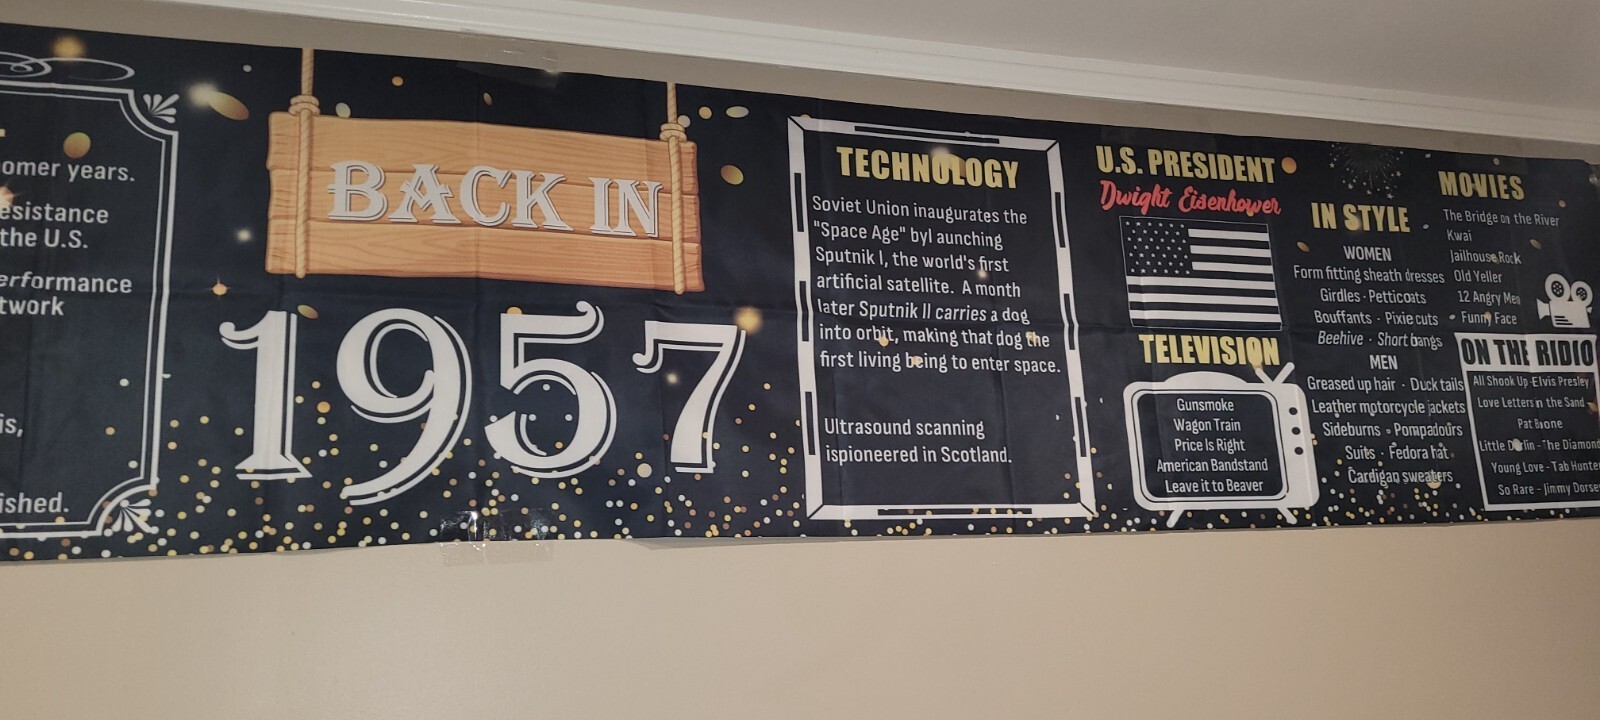 omer years.
esistance
the U.S.
erformance
twork
is,
ished.
BACK IN
1957
TECHNOLOGY
Soviet Union inaugurates the
"Space Age" byl aunching
Sputnik I, the world's first
artificial satellite. A month
later Sputnik II carries a dog
into orbit, making that dog the
first living being to enter space.
Ultrasound scanning
ispioneered in Scotland.
U.S. PRESIDENT
Dwight Eisenhower
TELEVISION
Gunsmoke
Wagon Train
Price Is Right
American Bandstand
Leave it to Beaver
IN STYLE
WOMEN
Form fitting sheath dresses
Girdles · Petticoats
Bouffants · Pixie cuts
Beehive · Short bangs
MEN
Greased up hair · Duck tails
Leather motorcycle jackets
Sideburns · Pompadours
Suits · Fedora hat
Cardigan sweaters
MOVIES
The Bridge on the River
Kwai
Jailhouse Rock
Old Yeller
12 Angry Men
Funny Face
ON THE RIDIO
All Shook Up-Elvis Presley
Love Letters in the Sand -
Pat Boone
Little Darlin - The Diamond
Young Love - Tab Hunter
So Rare - Jimmy Dorse